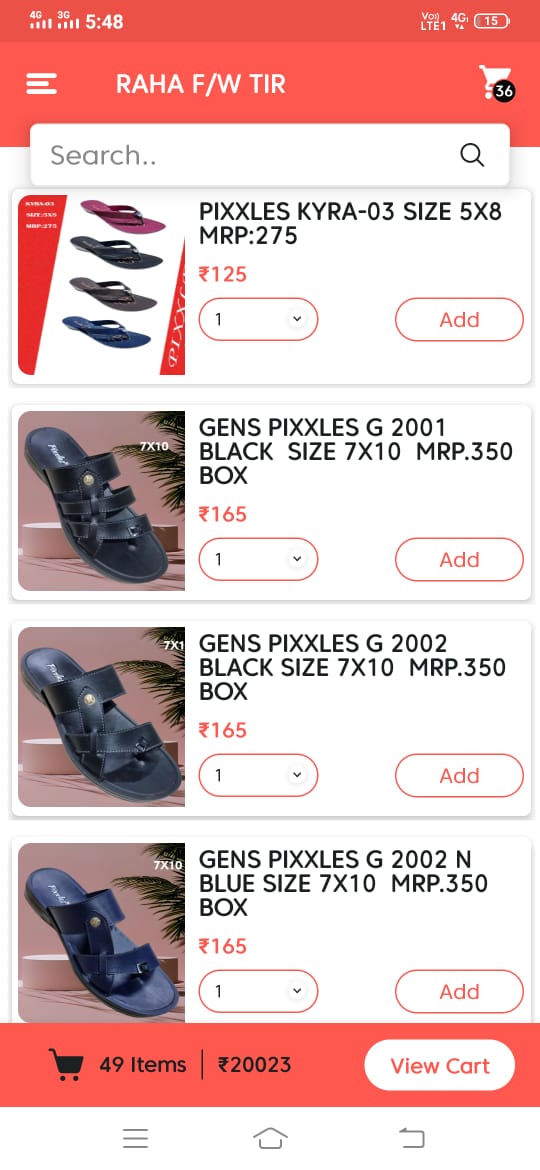 4G 3G 5:48 Vo)) LTE1 4G 15
RAHA F/W TIR
36
Search..
KYRA-03
SIZE:5X8
MRP:275
PIXXLES KYRA-03 SIZE 5X8
MRP:275
₹125
1 Add
7X10
Pixxles
GENS PIXXLES G 2001
BLACK SIZE 7X10 MRP.350
BOX
₹165
1 Add
7X1
Pixxles
GENS PIXXLES G 2002
BLACK SIZE 7X10 MRP.350
BOX
₹165
1 Add
7X10
Pixxles
GENS PIXXLES G 2002 N
BLUE SIZE 7X10 MRP.350
BOX
₹165
1 Add
49 Items | ₹20023 View Cart